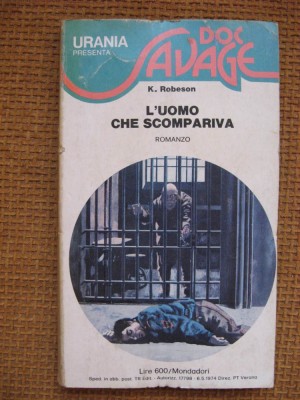 URANIA
PRESENTA
DOC
SAVAGE
K. Robeson
L'UOMO
CHE SCOMPARIVA
ROMANZO
Lire 600/Mondadori